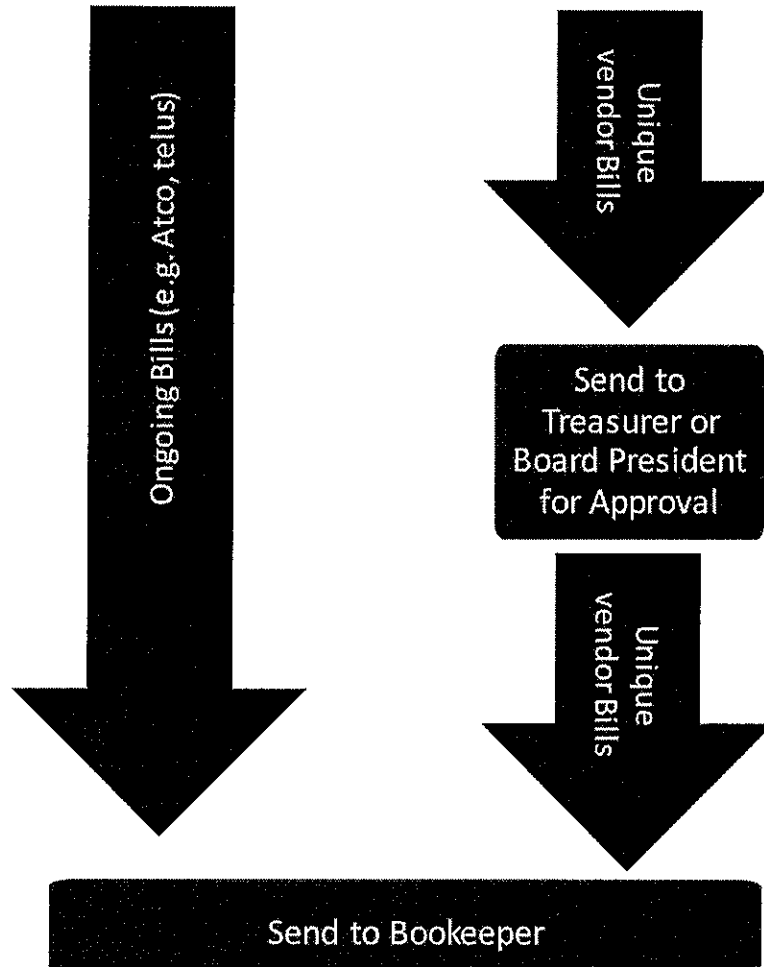 Ongoing Bills (e.g. Atco, telus)
Unique
vendor Bills
Send to
Treasurer or
Board President
for Approval
Unique
vendor Bills
Send to Bookeeper